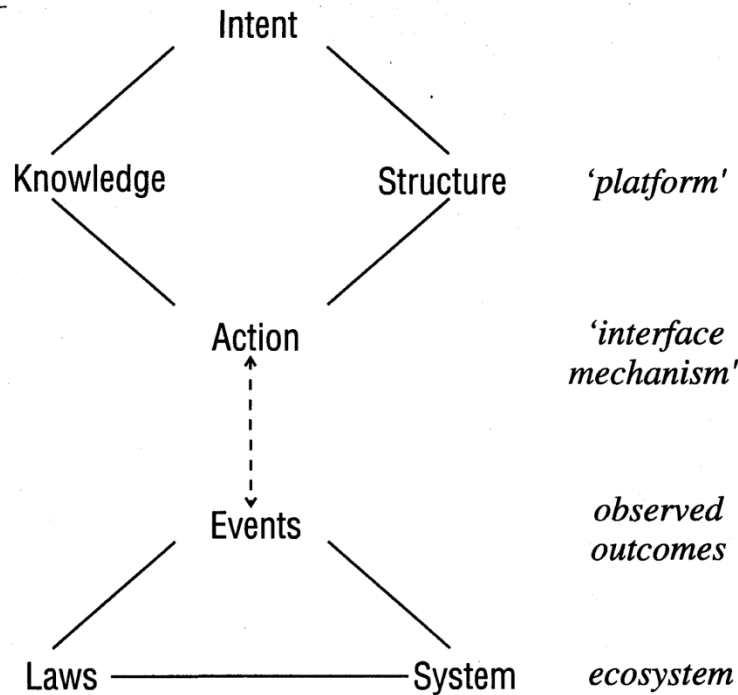 Intent
Knowledge Structure 'platform'
Action 'interface
mechanism'
Events observed
outcomes
Laws System ecosystem